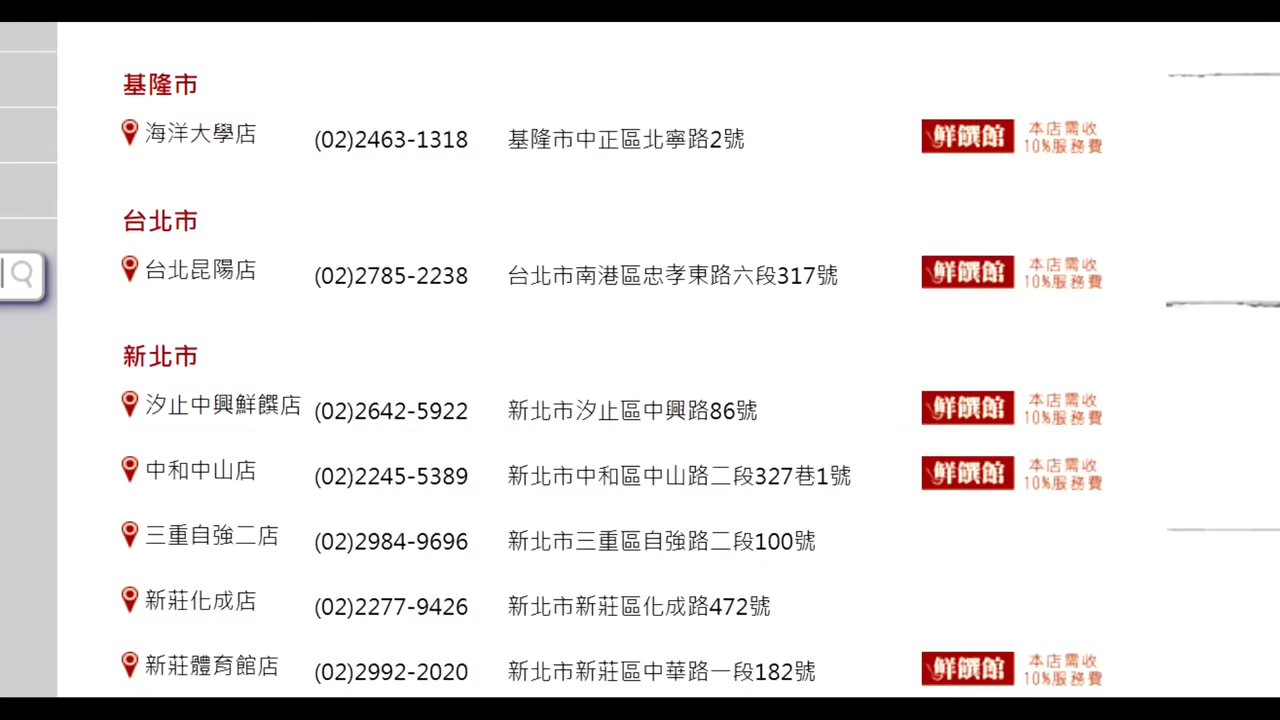 基隆市
海洋大學店 (02)2463-1318 基隆市中正區北寧路2號 鮮饌館 本店需收
10%服務費
台北市
台北昆陽店 (02)2785-2238 台北市南港區忠孝東路六段317號 鮮饌館 本店需收
10%服務費
新北市
汐止中興鮮饌店 (02)2642-5922 新北市汐止區中興路86號 鮮饌館 本店需收
10%服務費
中和中山店 (02)2245-5389 新北市中和區中山路二段327巷1號 鮮饌館 本店需收
10%服務費
三重自強二店 (02)2984-9696 新北市三重區自強路二段100號
新莊化成店 (02)2277-9426 新北市新莊區化成路472號
新莊體育館店 (02)2992-2020 新北市新莊區中華路一段182號 鮮饌館 本店需收
10%服務費